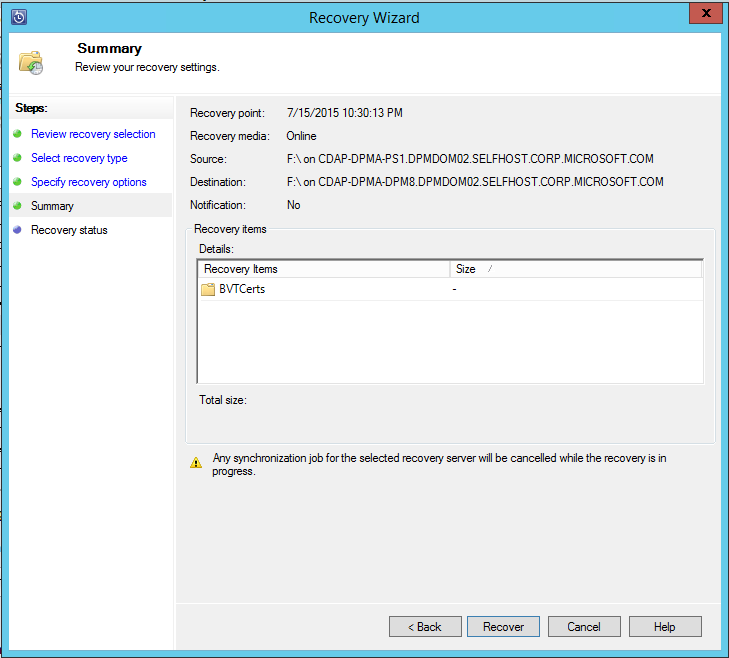 Recovery Wizard
x
Summary
Review your recovery settings.
Steps:
Review recovery selection
Select recovery type
Specify recovery options
Summary
Recovery status
Recovery point: 7/15/2015 10:30:13 PM
Recovery media: Online
Source: F:\ on CDAP-DPMA-PS1.DPMDOM02.SELFHOST.CORP.MICROSOFT.COM
Destination: F:\ on CDAP-DPMA-DPM8.DPMDOM02.SELFHOST.CORP.MICROSOFT.COM
Notification: No
Recovery items
Details:
Recovery Items Size /
BVTCerts -
Total size:
Any synchronization job for the selected recovery server will be cancelled while the recovery is in
progress.
< Back Recover Cancel Help